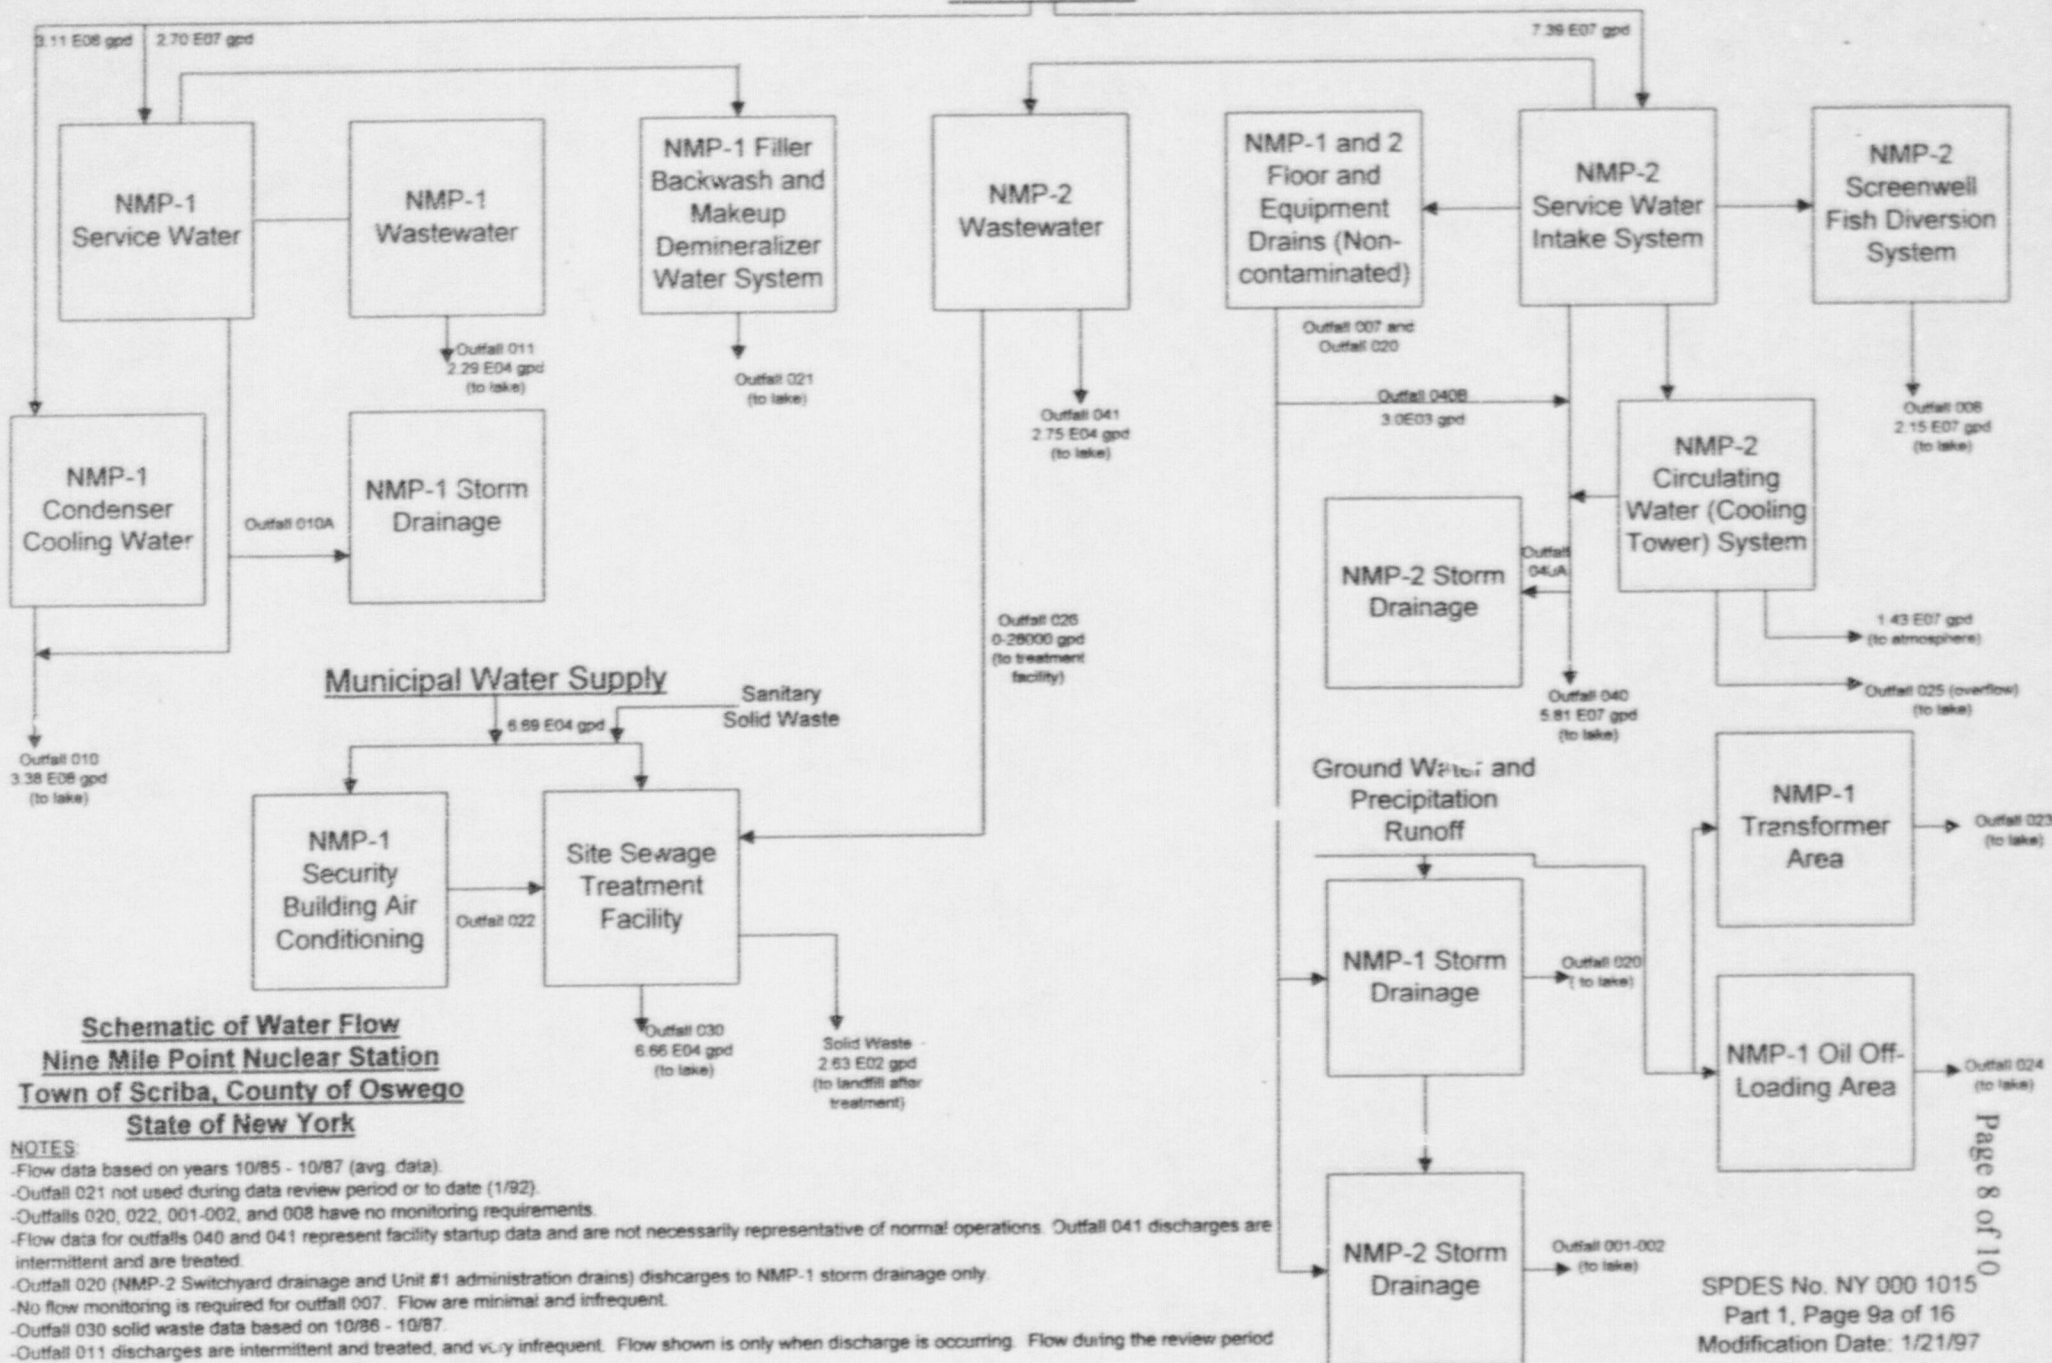 3.11 E08 gpd
2.70 E07 gpd
7.39 E07 gpd
NMP-1
Service Water
NMP-1
Wastewater
NMP-1 Filler
Backwash and
Makeup
Demineralizer
Water System
NMP-2
Wastewater
NMP-1 and 2
Floor and
Equipment
Drains (Non-
contaminated)
NMP-2
Service Water
Intake System
NMP-2
Screenwell
Fish Diversion
System
Outfall 011
2.29 E04 gpd
(to lake)
Outfall 021
(to lake)
Outfall 041
2.75 E04 gpd
(to lake)
Outfall 007 and
Outfall 020
Outfall 040B
3.0E03 gpd
Outfall 008
2.15 E07 gpd
(to lake)
NMP-1
Condenser
Cooling Water
Outfall 010A
NMP-1 Storm
Drainage
NMP-2
Circulating
Water (Cooling
Tower) System
NMP-2 Storm
Drainage
Outfall
040A
Outfall 026
0-28000 gpd
(to treatment
facility)
1.43 E07 gpd
(to atmosphere)
Outfall 025 (overflow)
(to lake)
Outfall 040
5.81 E07 gpd
(to lake)
Municipal Water Supply
6.69 E04 gpd
Sanitary
Solid Waste
Outfall 010
3.38 E08 gpd
(to lake)
NMP-1
Security
Building Air
Conditioning
Outfall 022
Site Sewage
Treatment
Facility
Ground Water and
Precipitation
Runoff
NMP-1
Transformer
Area
Outfall 023
(to lake)
NMP-1 Storm
Drainage
Outfall 020
( to lake)
NMP-1 Oil Off-
Loading Area
Outfall 024
(to lake)
Outfall 030
6.66 E04 gpd
(to lake)
Solid Waste
2.63 E02 gpd
(to landfill after
treatment)
NMP-2 Storm
Drainage
Outfall 001-002
(to lake)
Schematic of Water Flow
Nine Mile Point Nuclear Station
Town of Scriba, County of Oswego
State of New York
NOTES:
-Flow data based on years 10/85 - 10/87 (avg. data).
-Outfall 021 not used during data review period or to date (1/92).
-Outfalls 020, 022, 001-002, and 008 have no monitoring requirements.
-Flow data for outfalls 040 and 041 represent facility startup data and are not necessarily representative of normal operations. Outfall 041 discharges are
intermittent and are treated.
-Outfall 020 (NMP-2 Switchyard drainage and Unit #1 administration drains) dishcarges to NMP-1 storm drainage only.
-No flow monitoring is required for outfall 007. Flow are minimal and infrequent.
-Outfall 030 solid waste data based on 10/86 - 10/87.
-Outfall 011 discharges are intermittent and treated, and very infrequent. Flow shown is only when discharge is occurring. Flow during the review period
Page 8 of 10
SPDES No. NY 000 1015
Part 1, Page 9a of 16
Modification Date: 1/21/97